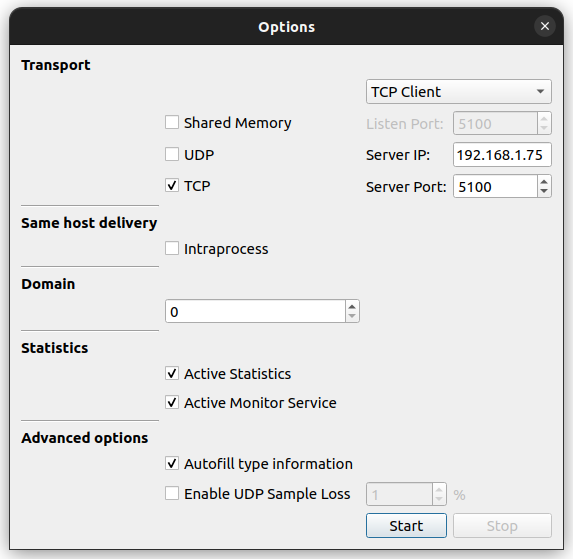 Options
Transport
TCP Client
Shared Memory
Listen Port: 5100
UDP
Server IP: 192.168.1.75
TCP
Server Port: 5100
Same host delivery
Intraprocess
Domain
0
Statistics
Active Statistics
Active Monitor Service
Advanced options
Autofill type information
Enable UDP Sample Loss 1 %
Start Stop